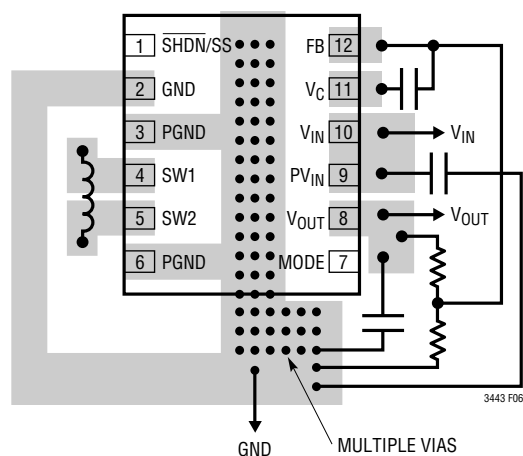 1 SHDN/SS
2 GND
3 PGND
4 SW1
5 SW2
6 PGND
FB 12
VC 11
VIN 10
PVIN 9
VOUT 8
MODE 7
VIN
VOUT
3443 F06
GND
MULTIPLE VIAS